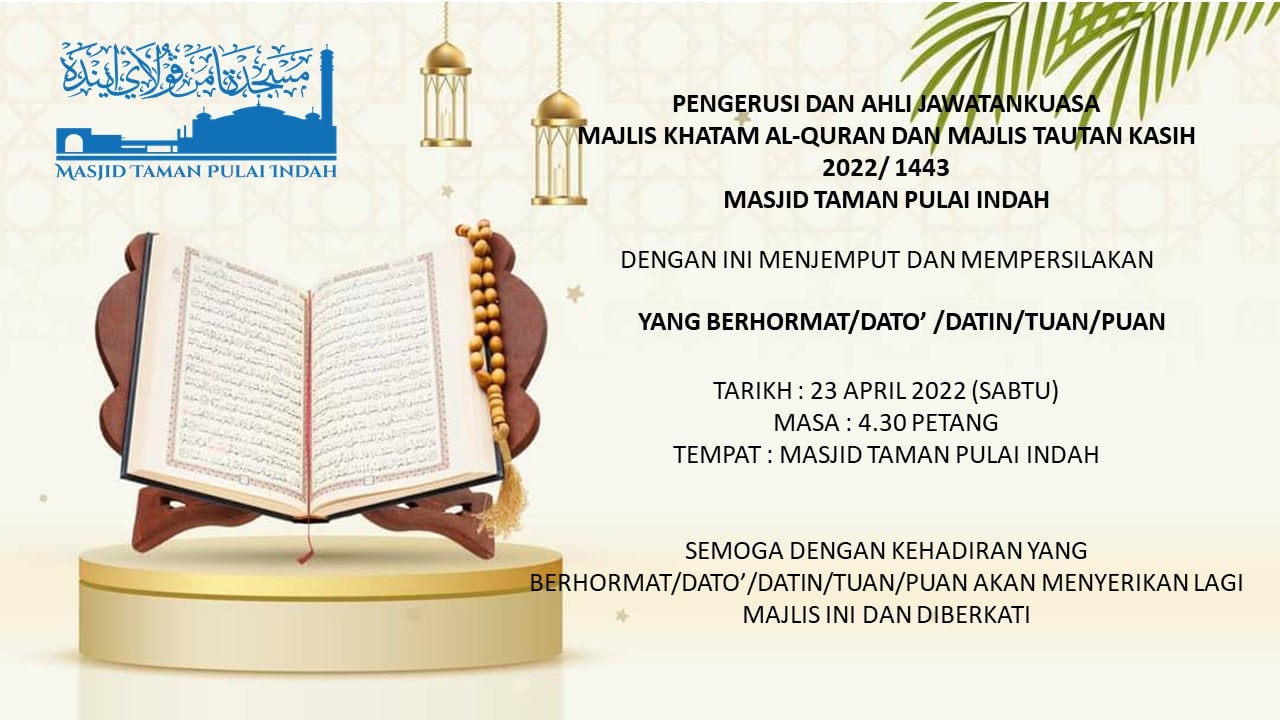 مسجد تامن ڤولاي اينده
MASJID TAMAN PULAI INDAH
PENGERUSI DAN AHLI JAWATANKUASA
MAJLIS KHATAM AL-QURAN DAN MAJLIS TAUTAN KASIH
2022/ 1443
MASJID TAMAN PULAI INDAH
DENGAN INI MENJEMPUT DAN MEMPERSILAKAN
YANG BERHORMAT/DATO’ /DATIN/TUAN/PUAN
TARIKH : 23 APRIL 2022 (SABTU)
MASA : 4.30 PETANG
TEMPAT : MASJID TAMAN PULAI INDAH
SEMOGA DENGAN KEHADIRAN YANG
BERHORMAT/DATO’/DATIN/TUAN/PUAN AKAN MENYERIKAN LAGI
MAJLIS INI DAN DIBERKATI